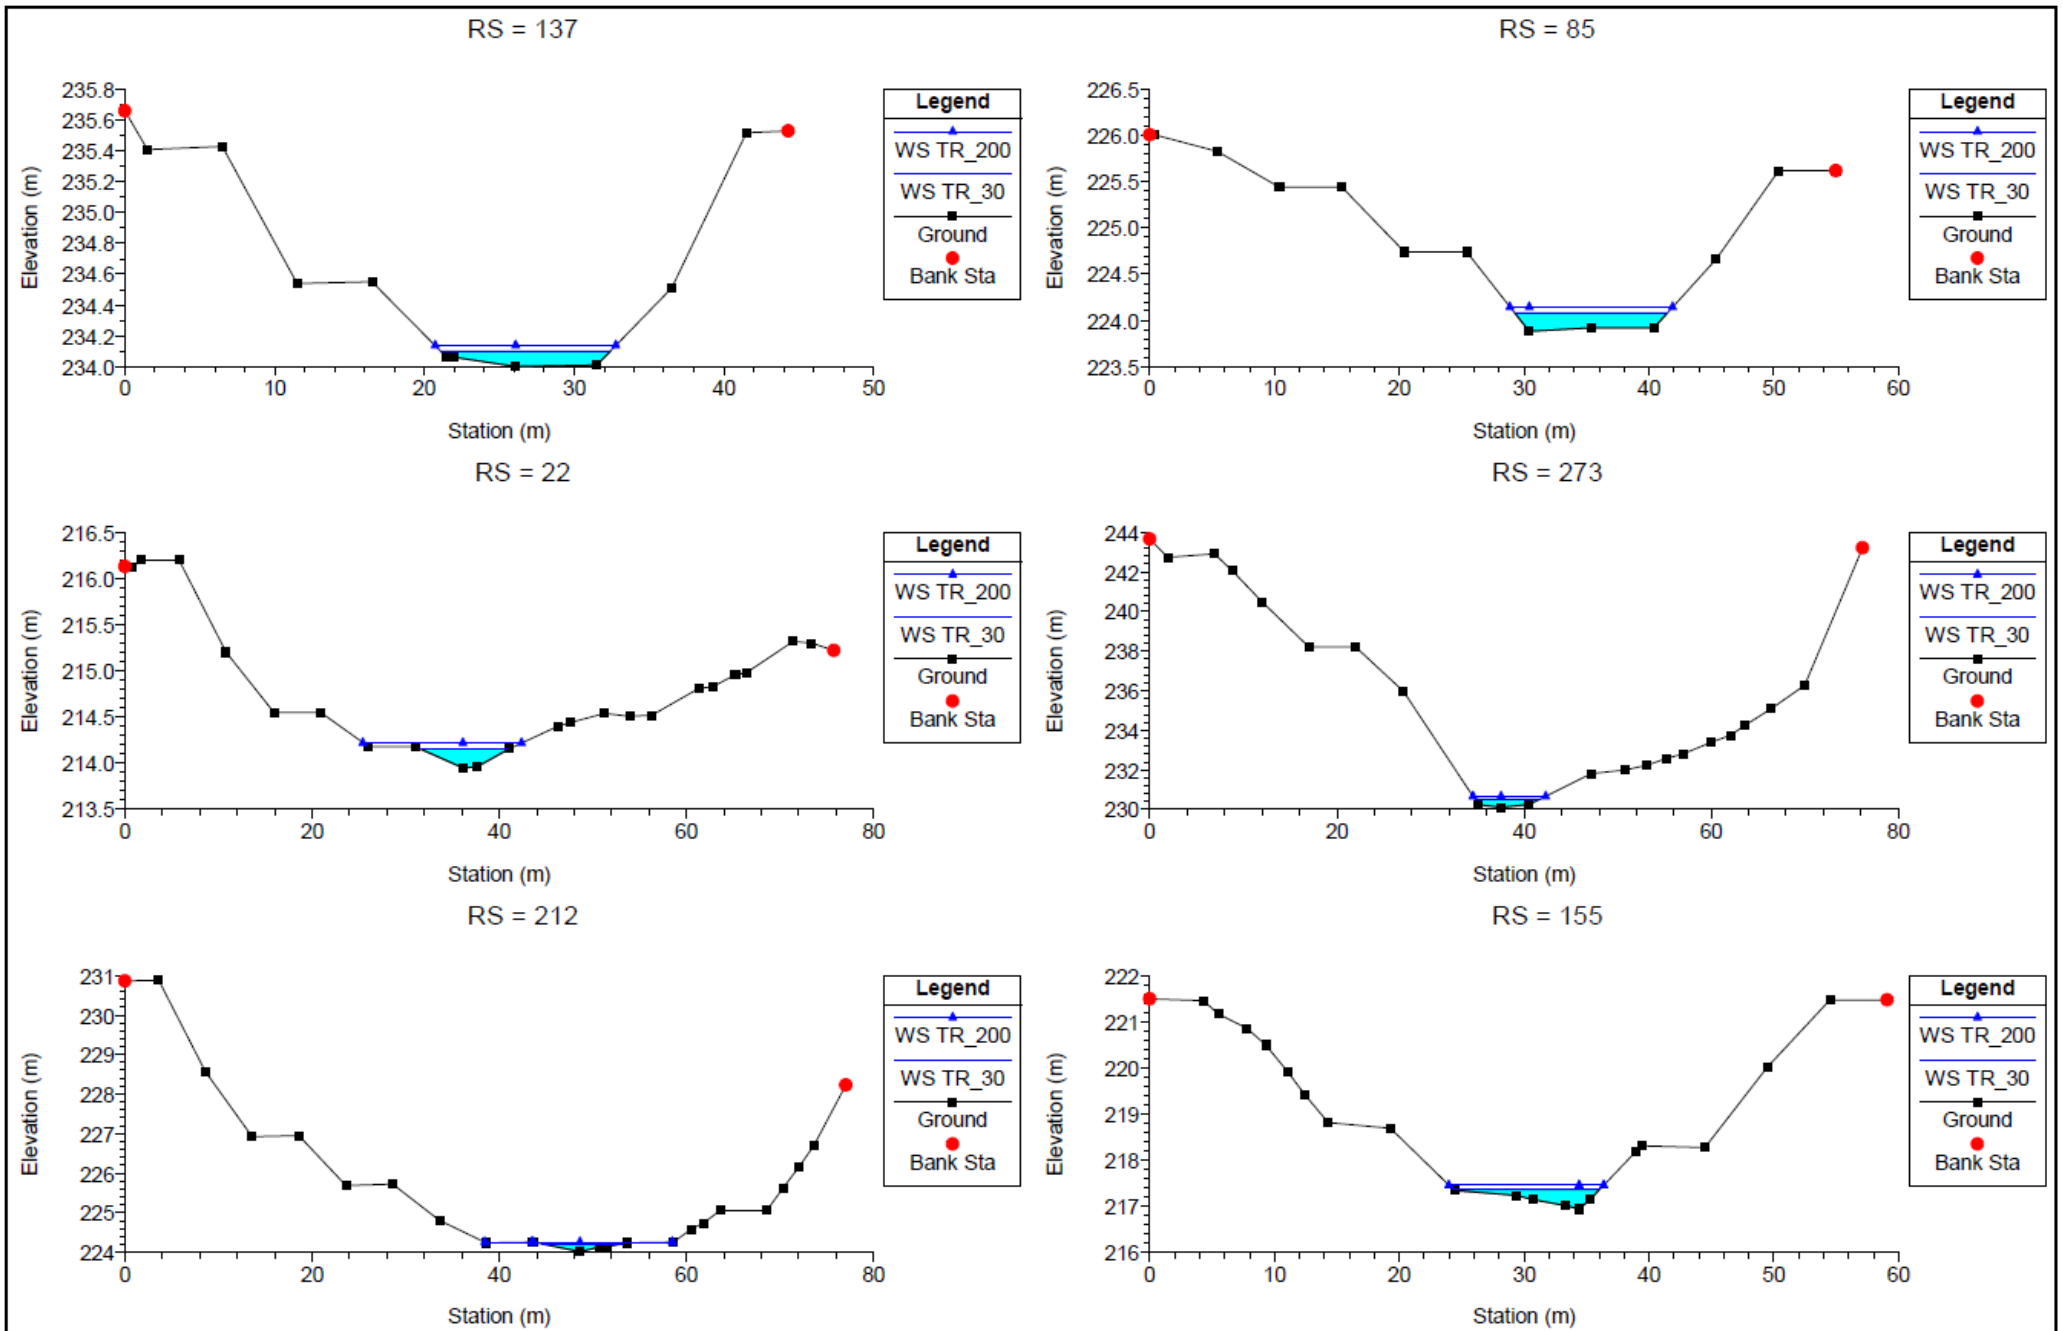 RS = 137
235.8
235.6
235.4
235.2
235.0
234.8
234.6
234.4
234.2
234.0
Elevation (m)
0 10 20 30 40 50
Station (m)
Legend
WS TR_200
WS TR_30
Ground
Bank Sta
RS = 85
226.5
226.0
225.5
225.0
224.5
224.0
223.5
Elevation (m)
0 10 20 30 40 50 60
Station (m)
Legend
WS TR_200
WS TR_30
Ground
Bank Sta
RS = 22
216.5
216.0
215.5
215.0
214.5
214.0
213.5
Elevation (m)
0 20 40 60 80
Station (m)
Legend
WS TR_200
WS TR_30
Ground
Bank Sta
RS = 273
244
242
240
238
236
234
232
230
Elevation (m)
0 20 40 60 80
Station (m)
Legend
WS TR_200
WS TR_30
Ground
Bank Sta
RS = 212
231
230
229
228
227
226
225
224
Elevation (m)
0 20 40 60 80
Station (m)
Legend
WS TR_200
WS TR_30
Ground
Bank Sta
RS = 155
222
221
220
219
218
217
216
Elevation (m)
0 10 20 30 40 50 60
Station (m)
Legend
WS TR_200
WS TR_30
Ground
Bank Sta